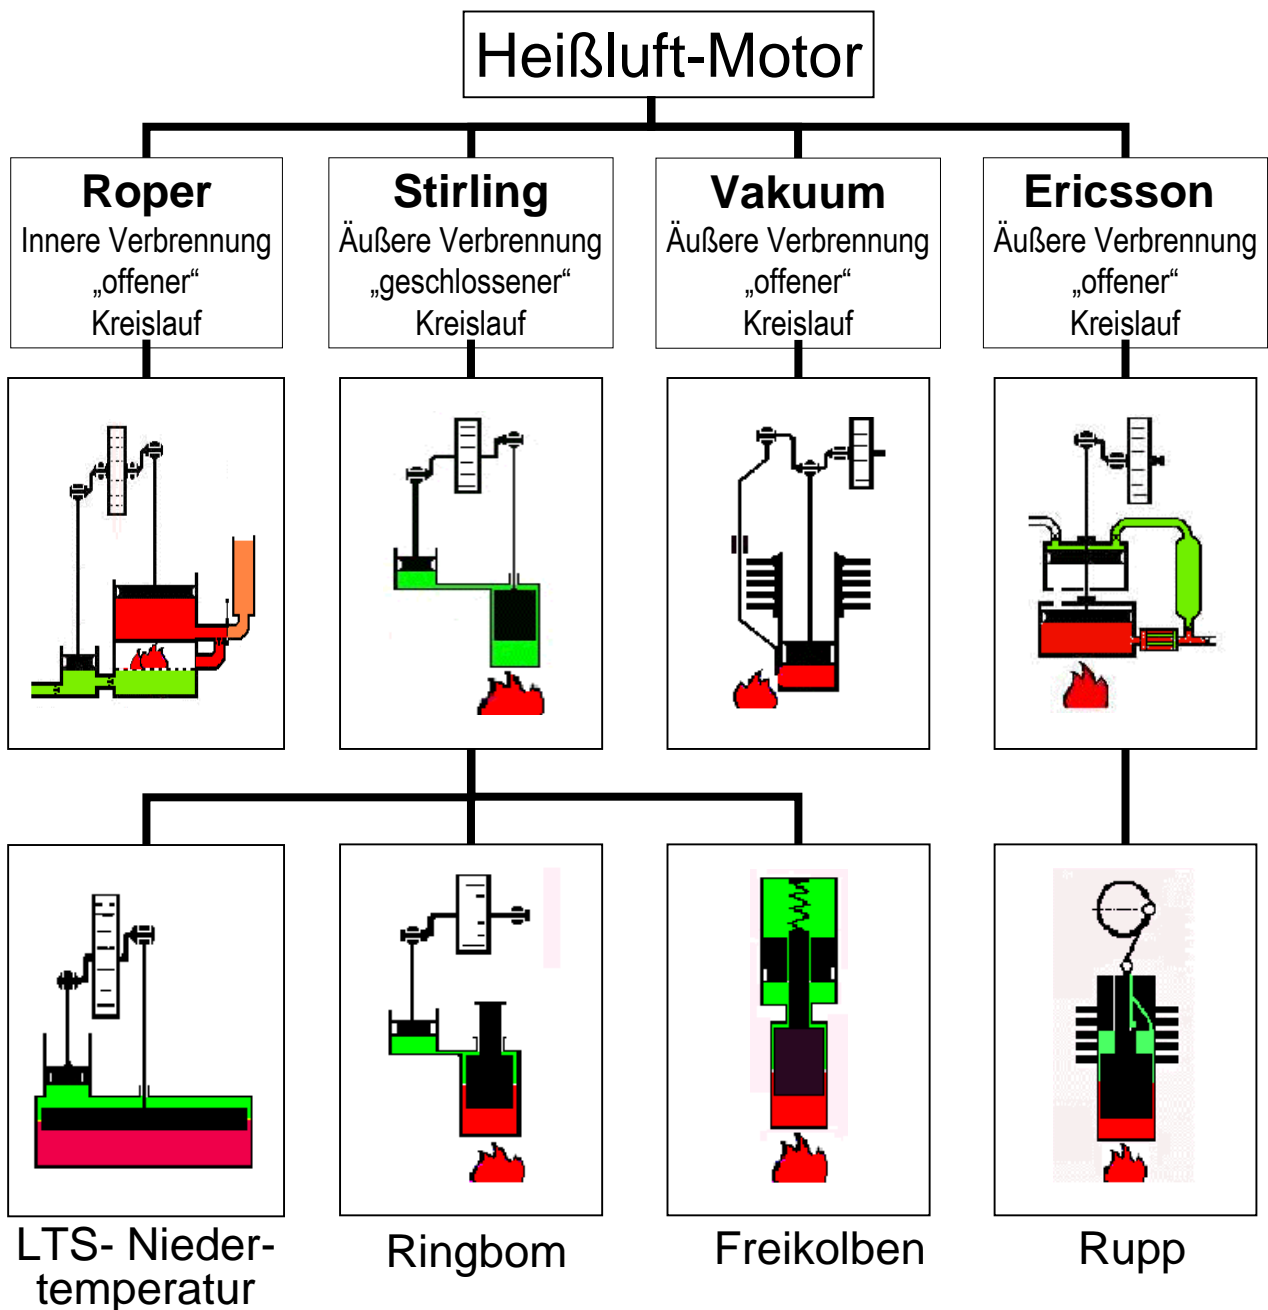 Heißluft-Motor
Roper
Innere Verbrennung
„offener“
Kreislauf
Stirling
Äußere Verbrennung
„geschlossener“
Kreislauf
Vakuum
Äußere Verbrennung
„offener“
Kreislauf
Ericsson
Äußere Verbrennung
„offener“
Kreislauf
LTS- Nieder-
temperatur
Ringbom
Freikolben
Rupp